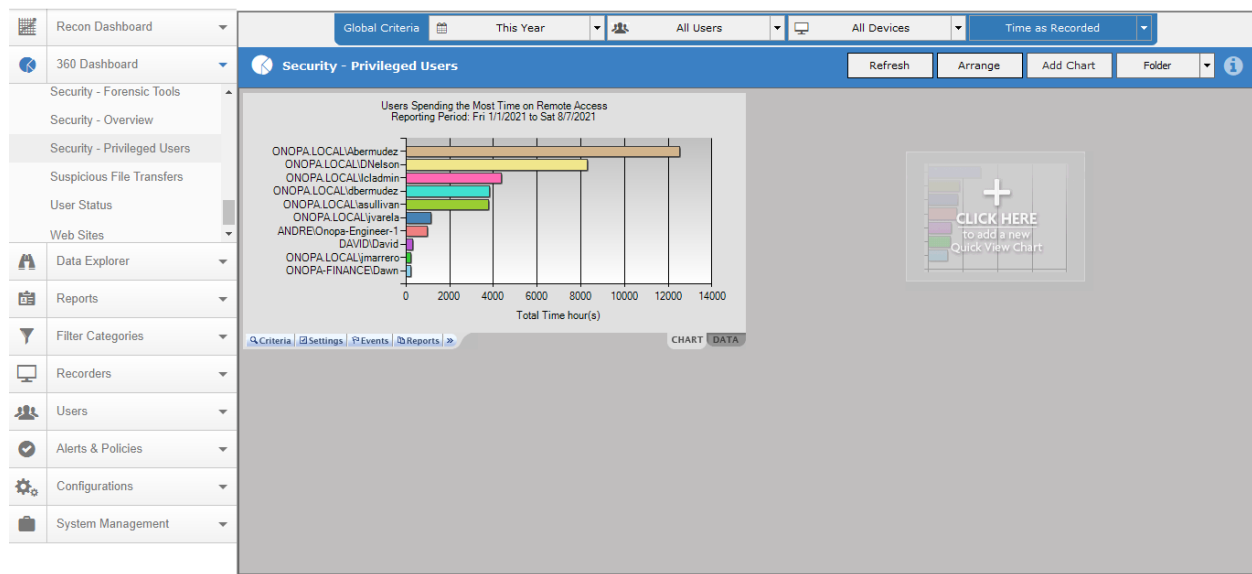 Recon Dashboard
360 Dashboard
Security - Forensic Tools
Security - Overview
Security - Privileged Users
Suspicious File Transfers
User Status
Web Sites
Data Explorer
Reports
Filter Categories
Recorders
Users
Alerts & Policies
Configurations
System Management
Global Criteria This Year All Users All Devices Time as Recorded
Security - Privileged Users Refresh Arrange Add Chart Folder
Users Spending the Most Time on Remote Access
Reporting Period: Fri 1/1/2021 to Sat 8/7/2021
ONOPA.LOCAL\Abermudez
ONOPA.LOCAL\DNelson
ONOPA.LOCAL\lcladmin
ONOPA.LOCAL\dbermudez
ONOPA.LOCAL\asullivan
ONOPA.LOCAL\jvarela
ANDRE\Onopa-Engineer-1
DAVID\David
ONOPA.LOCAL\jmarrero
ONOPA-FINANCE\Dawn
0 2000 4000 6000 8000 10000 12000 14000
Total Time hour(s)
Criteria Settings Events Reports » CHART DATA
CLICK HERE
to add a new
Quick View Chart